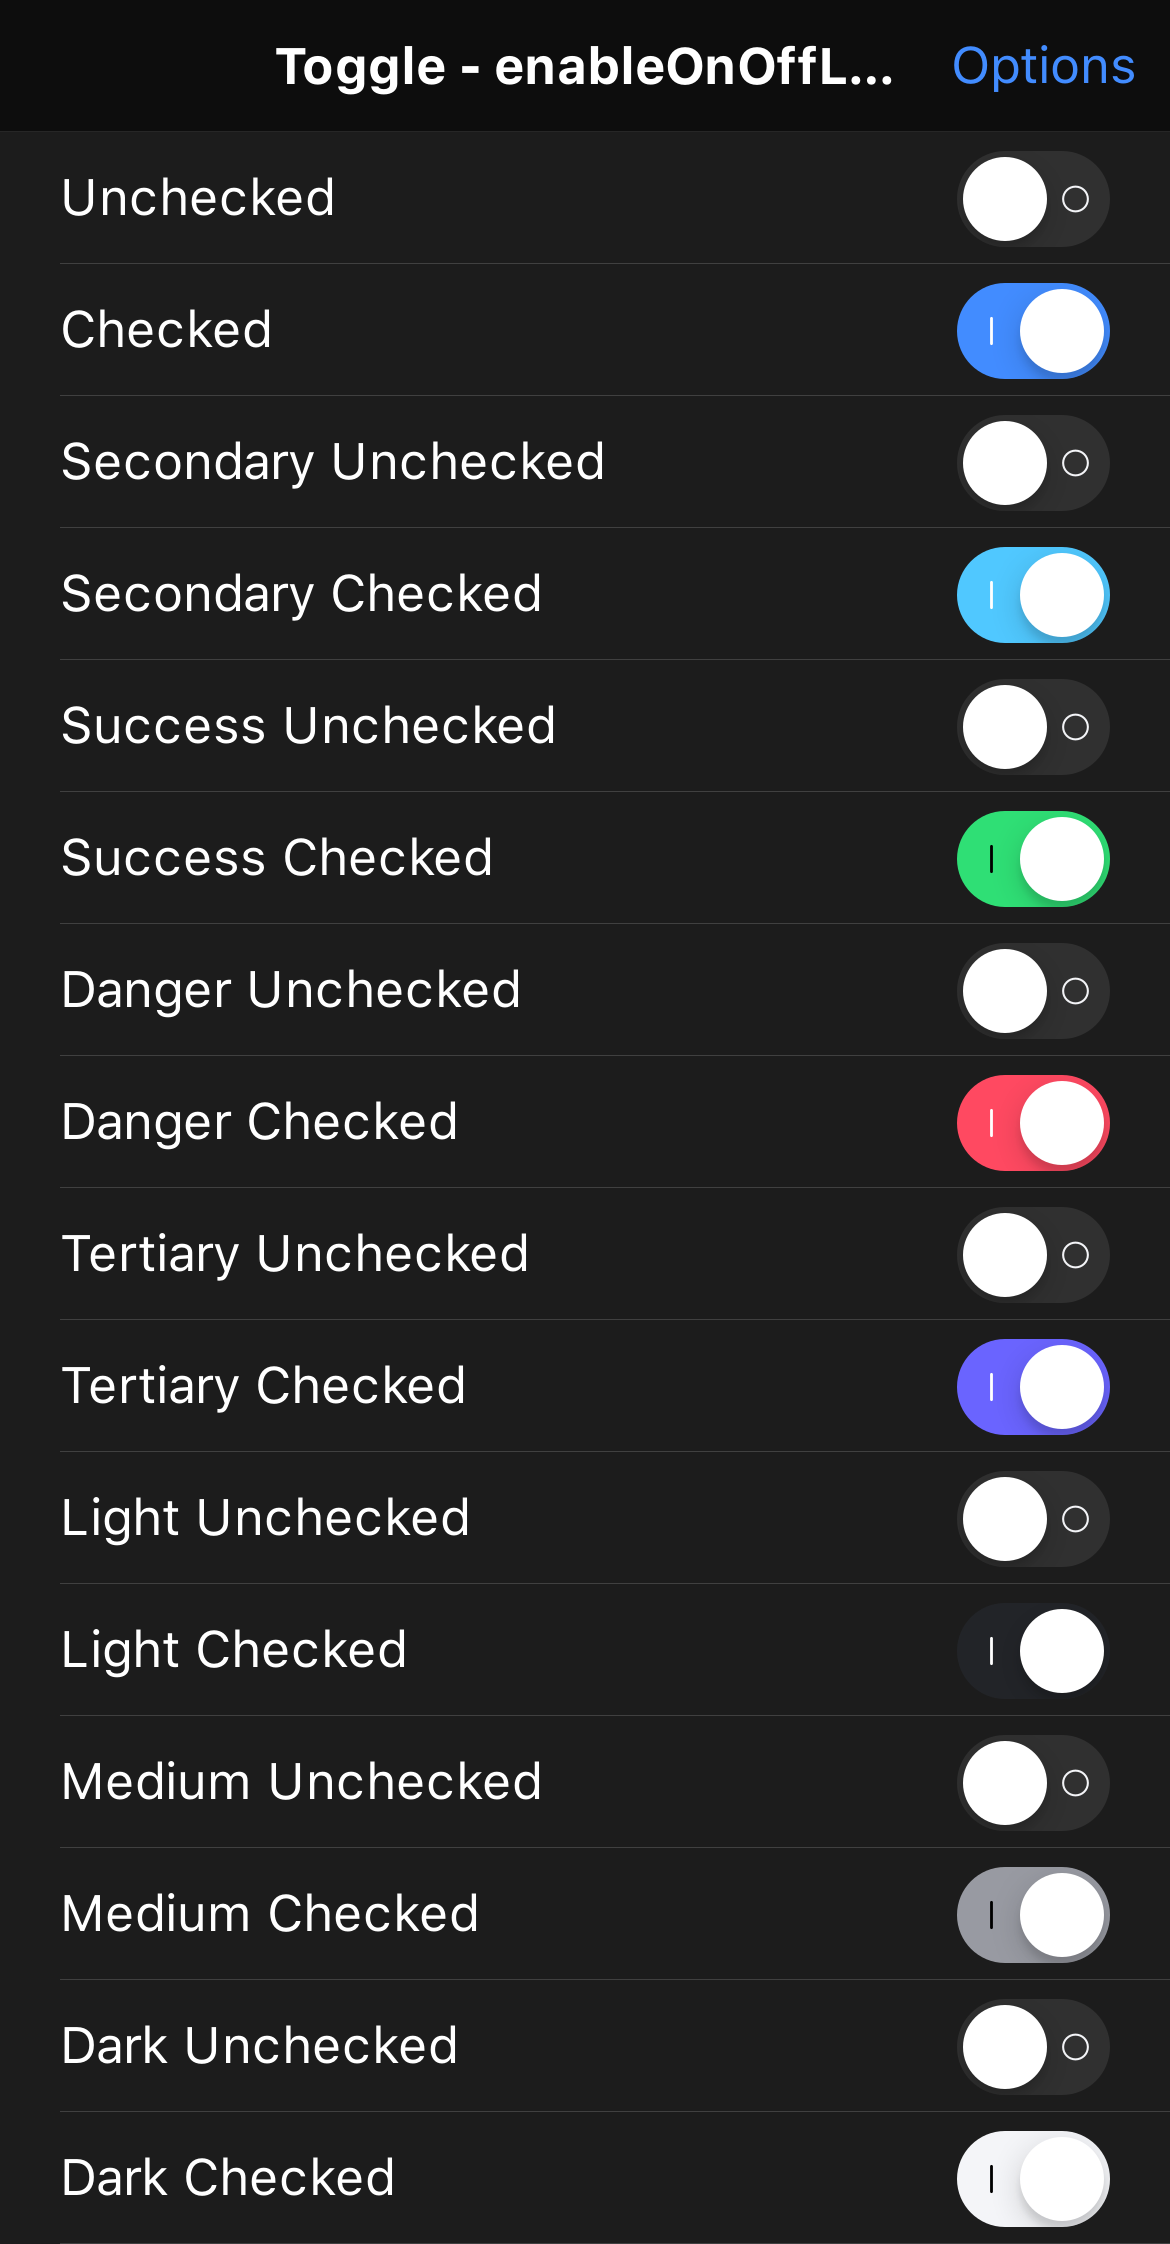 Toggle - enableOnOffL...
Options
Unchecked
Checked
Secondary Unchecked
Secondary Checked
Success Unchecked
Success Checked
Danger Unchecked
Danger Checked
Tertiary Unchecked
Tertiary Checked
Light Unchecked
Light Checked
Medium Unchecked
Medium Checked
Dark Unchecked
Dark Checked